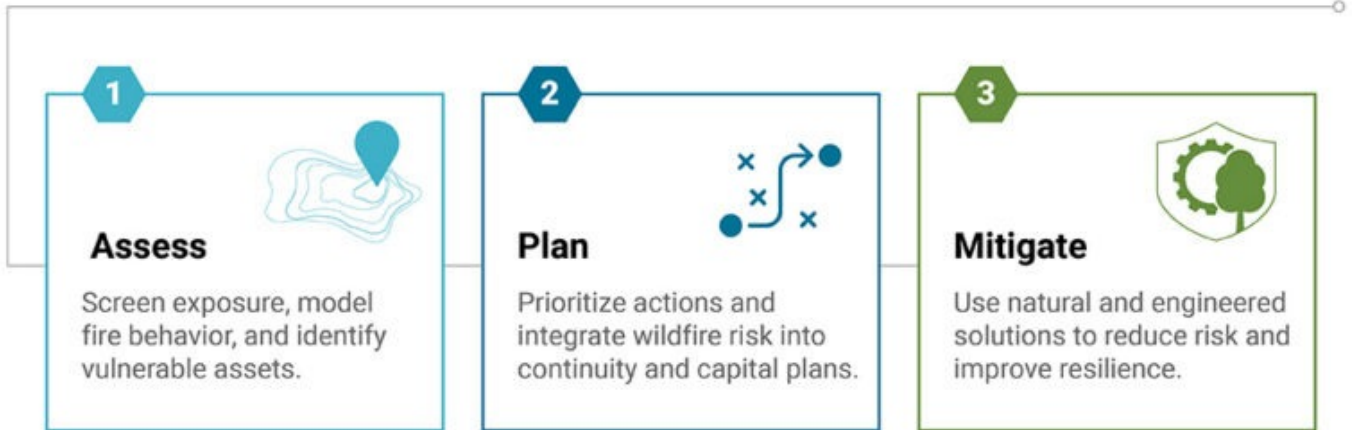 1
Assess
Screen exposure, model
fire behavior, and identify
vulnerable assets.
2
Plan
Prioritize actions and
integrate wildfire risk into
continuity and capital plans.
3
Mitigate
Use natural and engineered
solutions to reduce risk and
improve resilience.